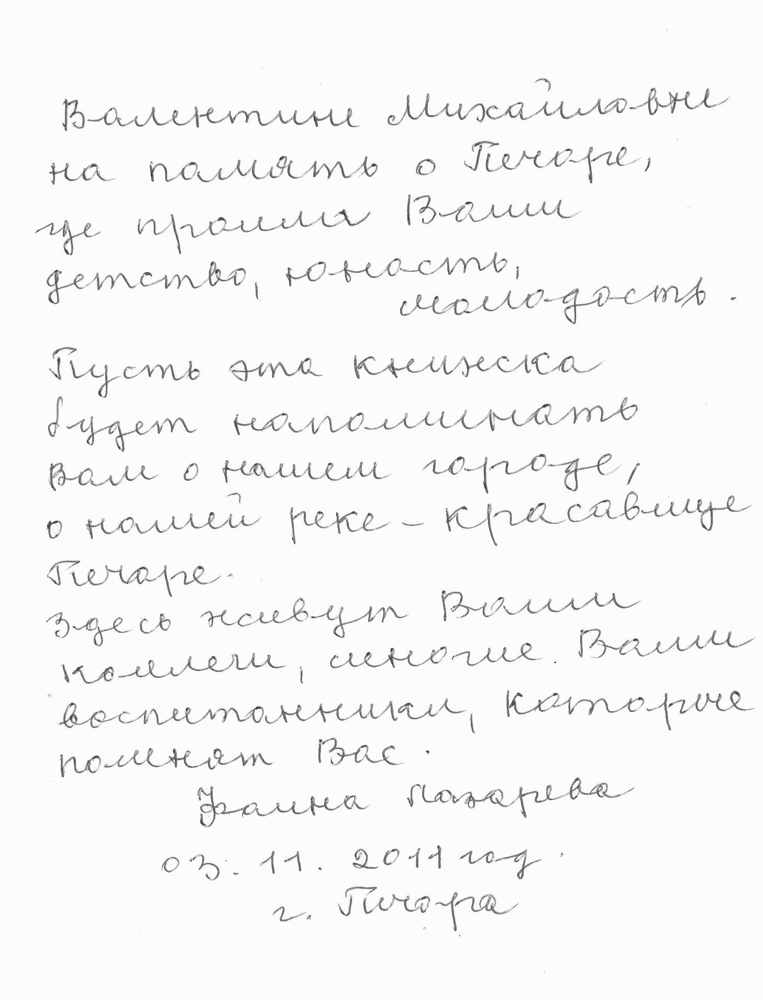 Валентине Михайловне
на память о Печоре,
где прошли Ваши
детство, юность,
молодость.
Пусть эта книжка
будет напоминать
Вам о нашем городе,
о нашей реке - красавице
Печоре.
Здесь живут Ваши
коллеги, многие Ваши
воспитанники, которые
помнят Вас.
Фаина Лазарева
03. 11. 2011 год.
г. Печора